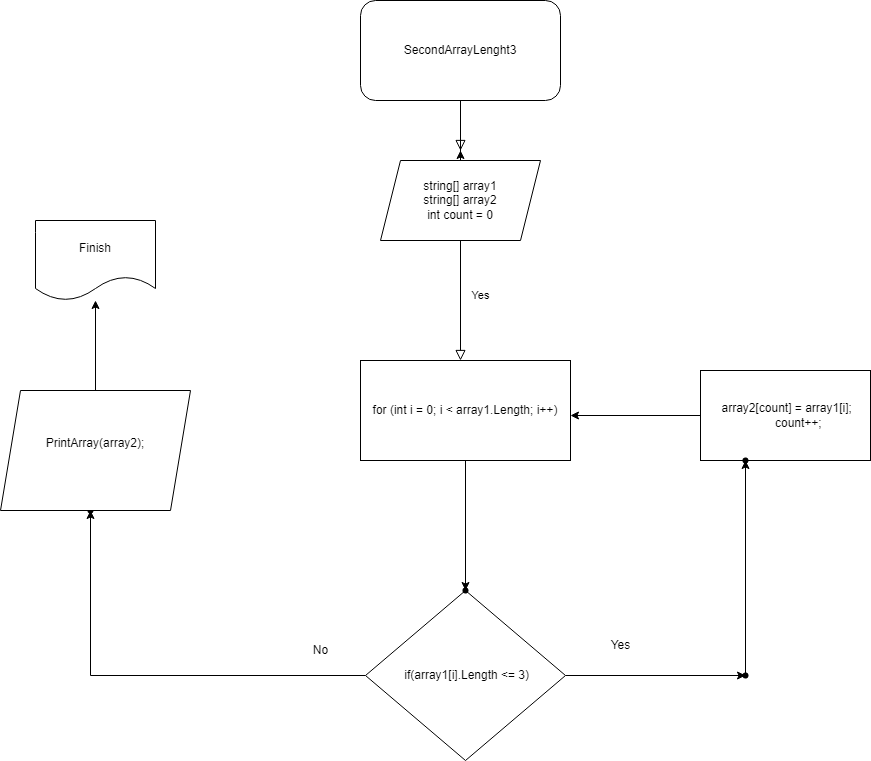 SecondArrayLenght3
string[] array1
string[] array2
int count = 0
Finish
Yes
for (int i = 0; i < array1.Length; i++)
array2[count] = array1[i];
count++;
PrintArray(array2);
No
Yes
if(array1[i].Length <= 3)